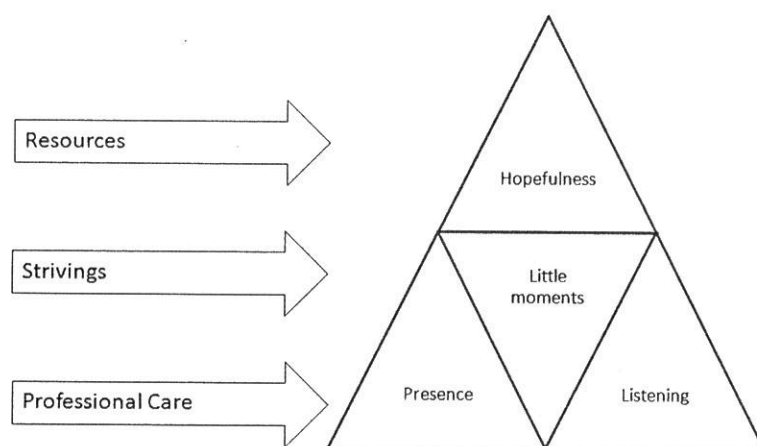 Resources
Hopefulness
Strivings
Little
moments
Professional Care
Presence
Listening